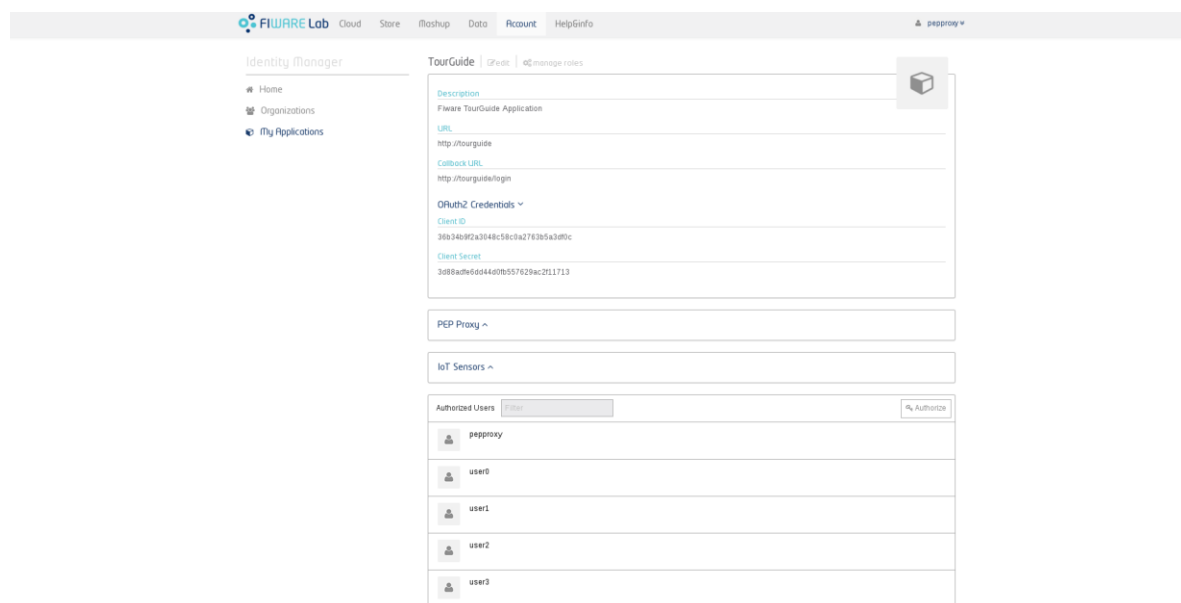 FIWARE Lab Cloud Store Mashup Data Account Help&info pepproxy
Identity Manager
Home
Organizations
My Applications
TourGuide edit manage roles
Description
Fiware TourGuide Application
URL
http://tourguide
Callback URL
http://tourguide/login
OAuth2 Credentials
Client ID
36b34b9f2a3048c58c0a2763b5a3df0c
Client Secret
3d88adfe6dd44d0fb557629ac2f11713
PEP Proxy
IoT Sensors
Authorized Users Filter Authorize
pepproxy
user0
user1
user2
user3